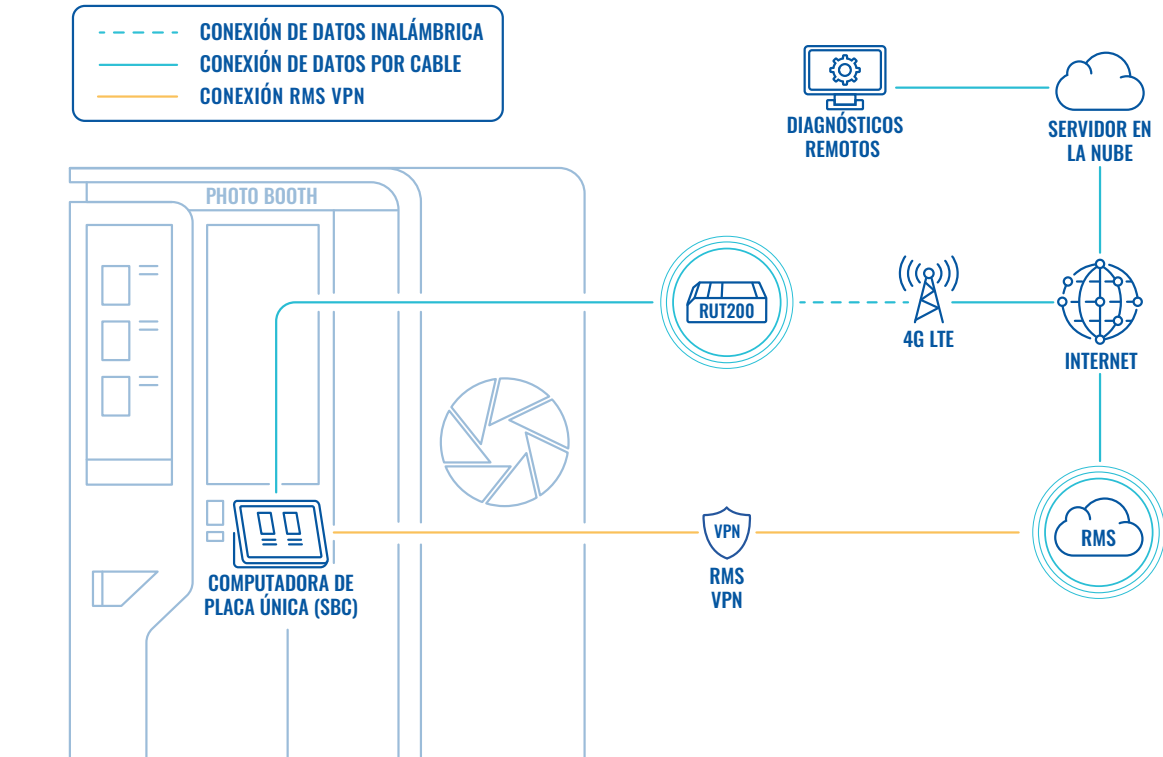 CONEXIÓN DE DATOS INALÁMBRICA
CONEXIÓN DE DATOS POR CABLE
CONEXIÓN RMS VPN
DIAGNÓSTICOS
REMOTOS
SERVIDOR EN
LA NUBE
PHOTO BOOTH
RUT200
4G LTE
INTERNET
COMPUTADORA DE
PLACA ÚNICA (SBC)
VPN
RMS
VPN
RMS